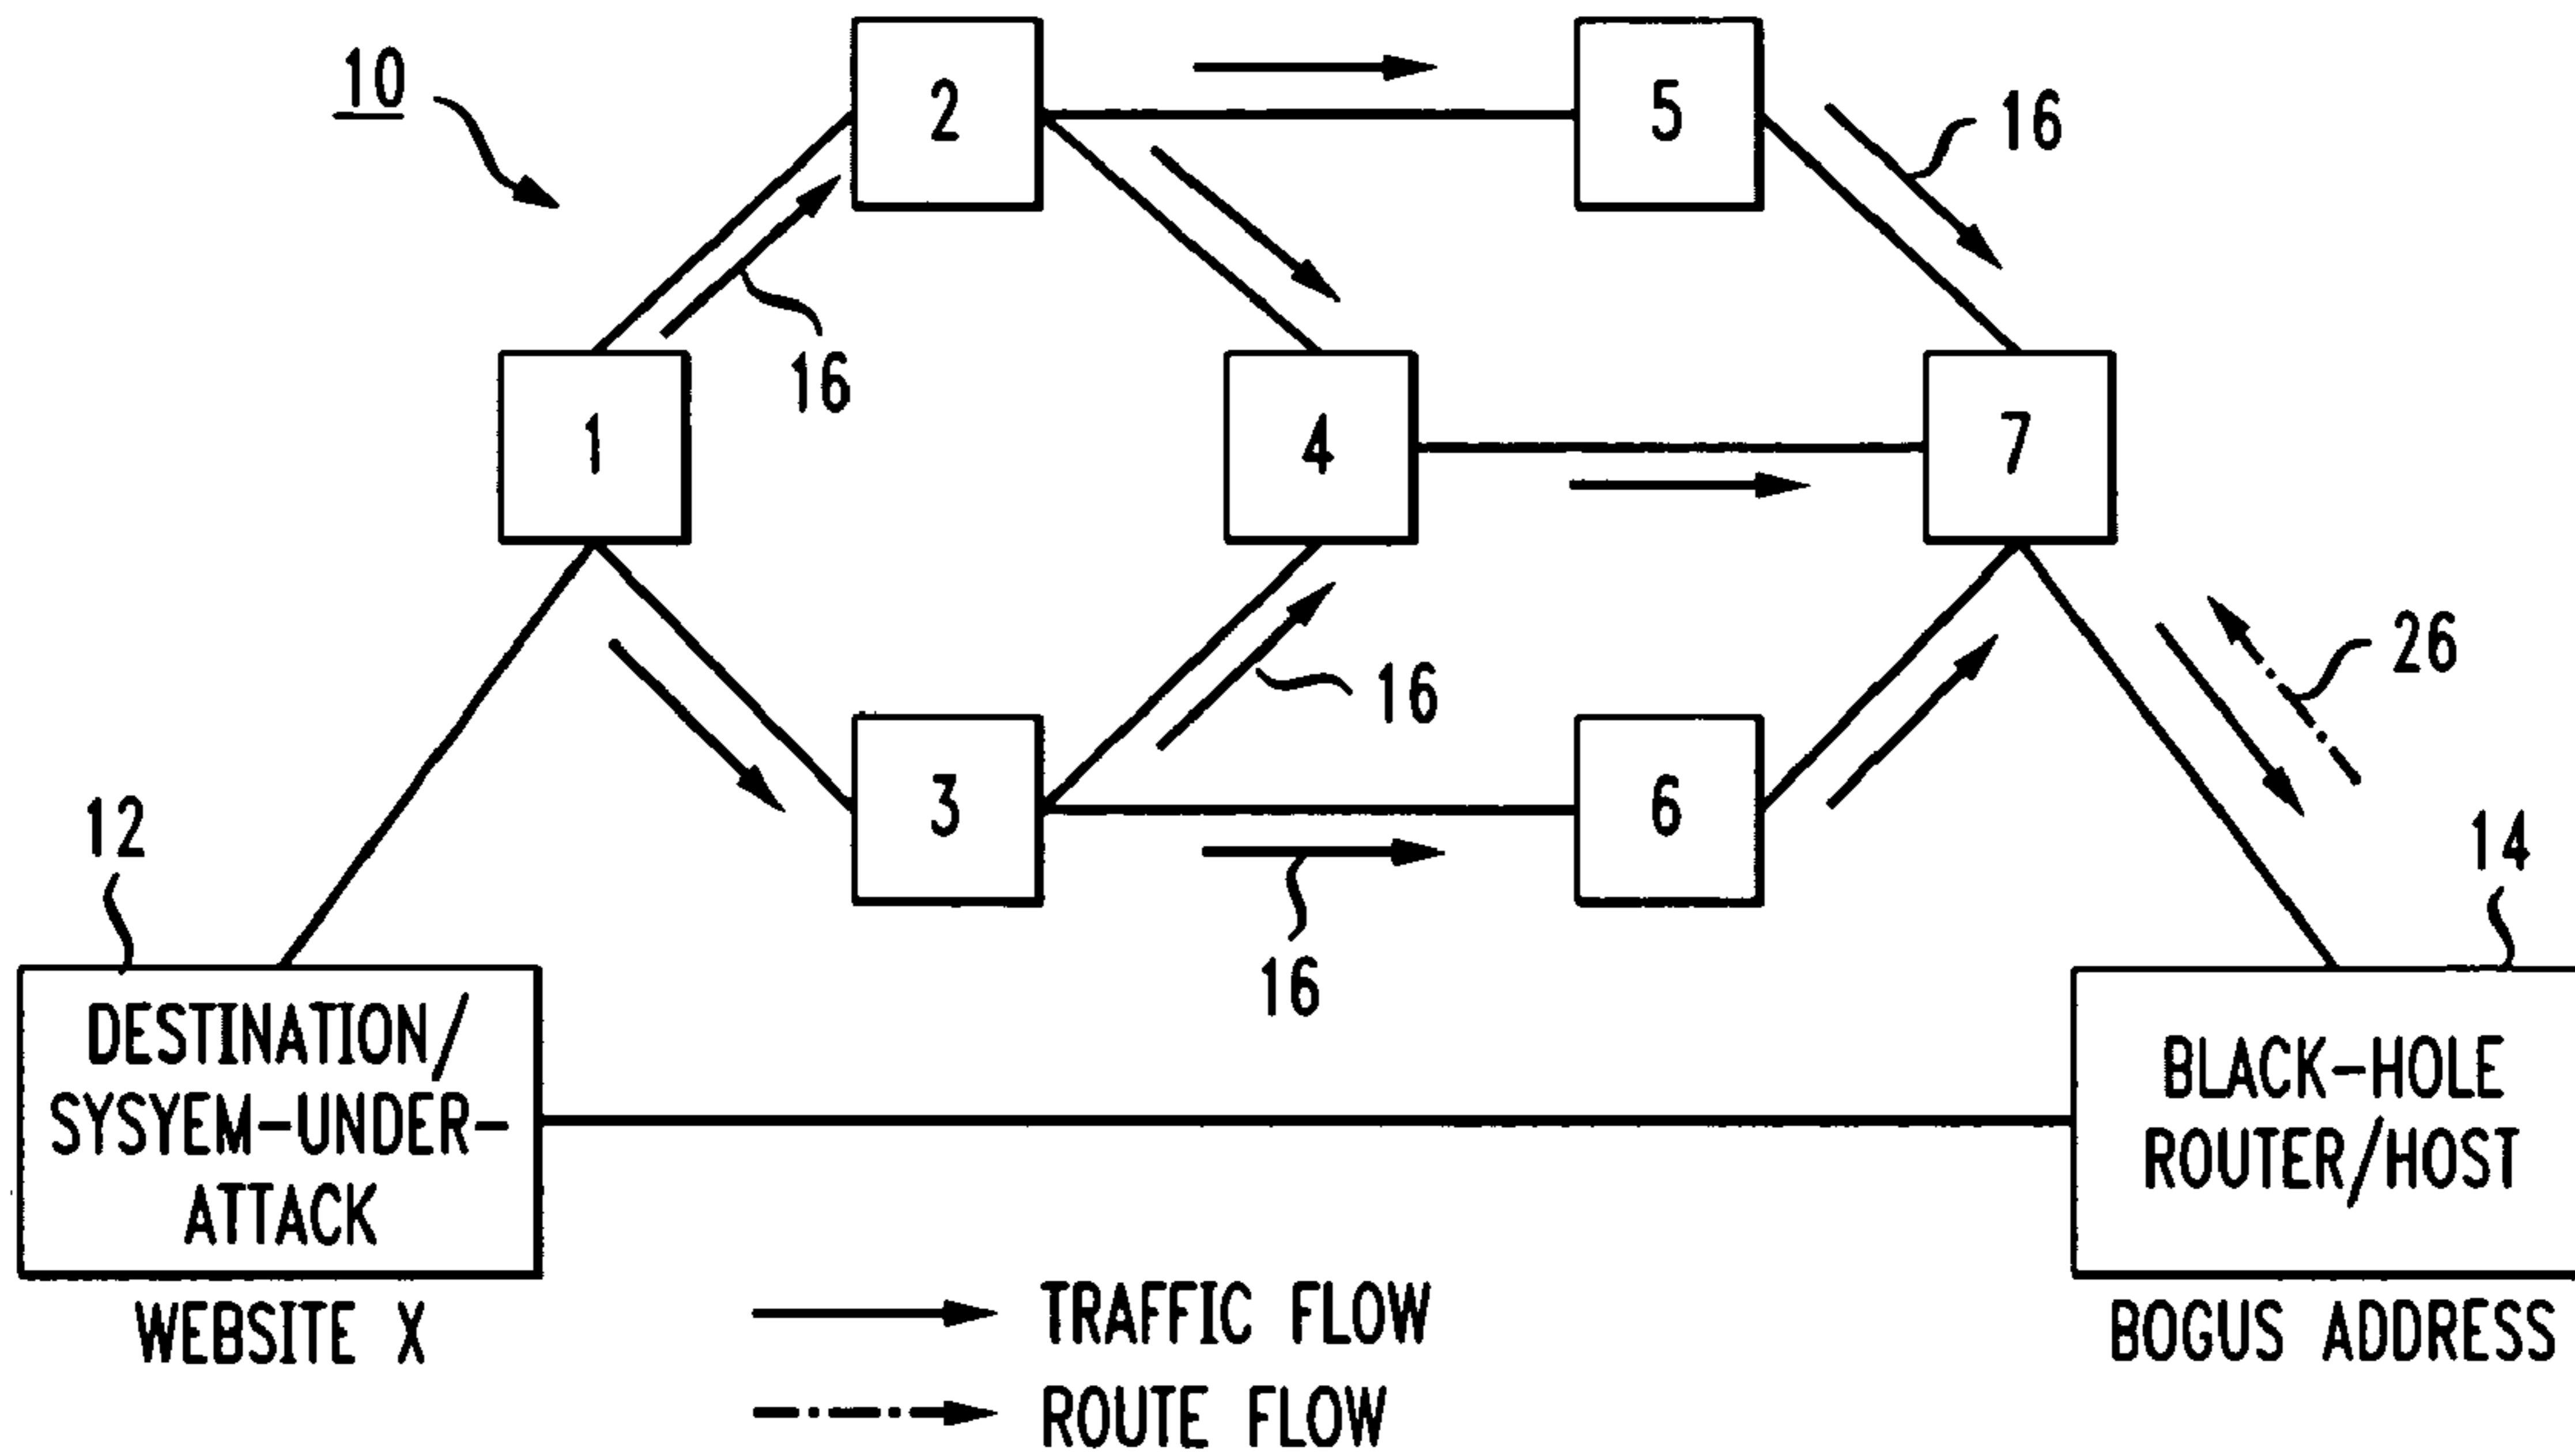 10
2
5
16
16
1
4
7
26
16
3
6
12
14
16
DESTINATION/
SYSYEM-UNDER-
ATTACK
BLACK-HOLE
ROUTER/HOST
WEBSITE X
BOGUS ADDRESS
TRAFFIC FLOW
ROUTE FLOW